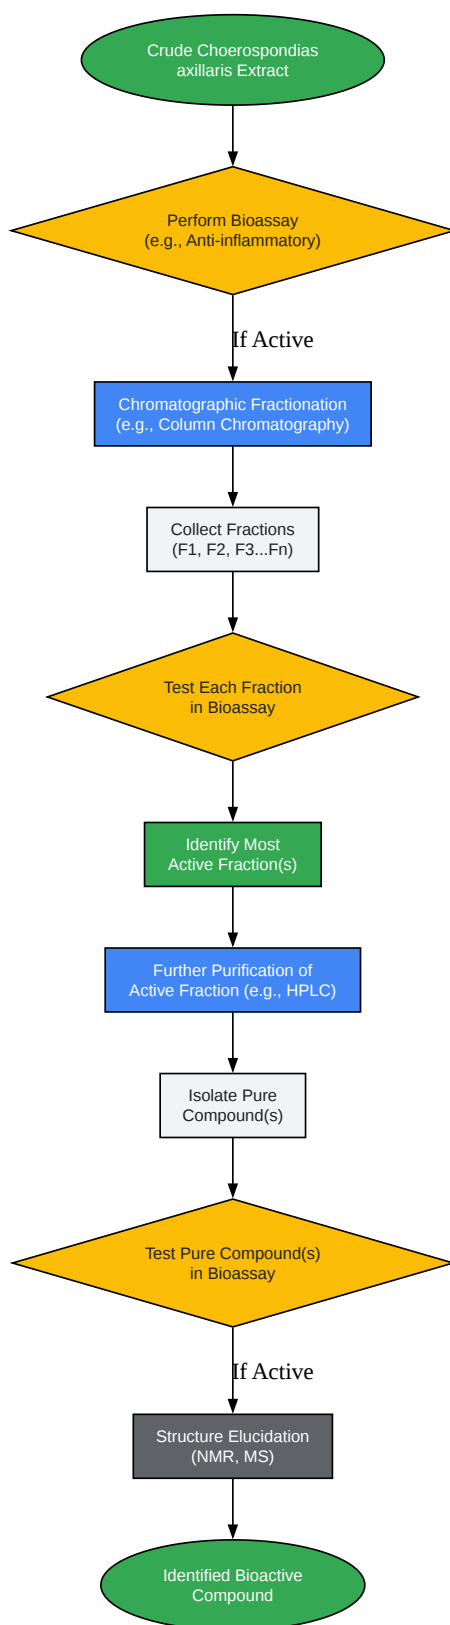 Crude Choerospondias
axillaris Extract
Perform Bioassay
(e.g., Anti-inflammatory)
If Active
Chromatographic Fractionation
(e.g., Column Chromatography)
Collect Fractions
(F1, F2, F3...Fn)
Test Each Fraction
in Bioassay
Identify Most
Active Fraction(s)
Further Purification of
Active Fraction (e.g., HPLC)
Isolate Pure
Compound(s)
Test Pure Compound(s)
in Bioassay
If Active
Structure Elucidation
(NMR, MS)
Identified Bioactive
Compound